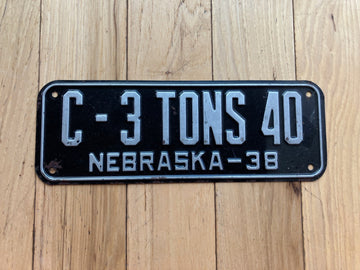 C - 3 TONS 40
NEBRASKA - 38